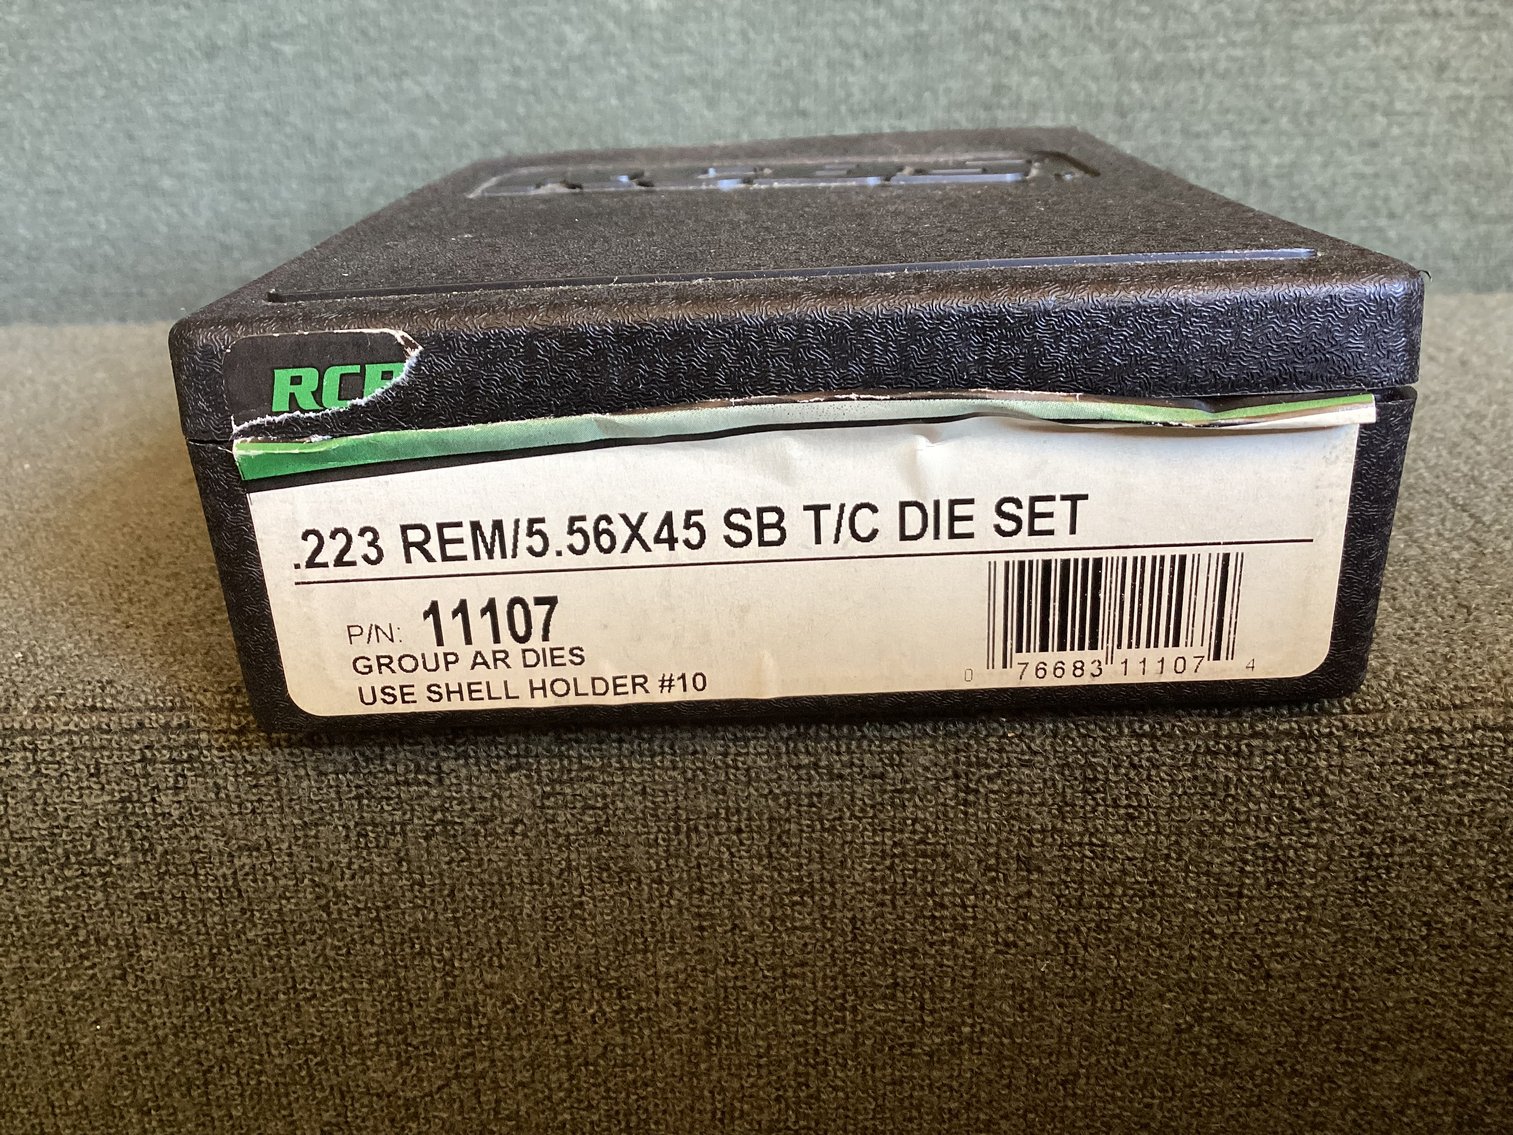 RCB
.223 REM/5.56X45 SB T/C DIE SET
P/N: 11107
GROUP AR DIES
USE SHELL HOLDER #10
0 76683 11107 4